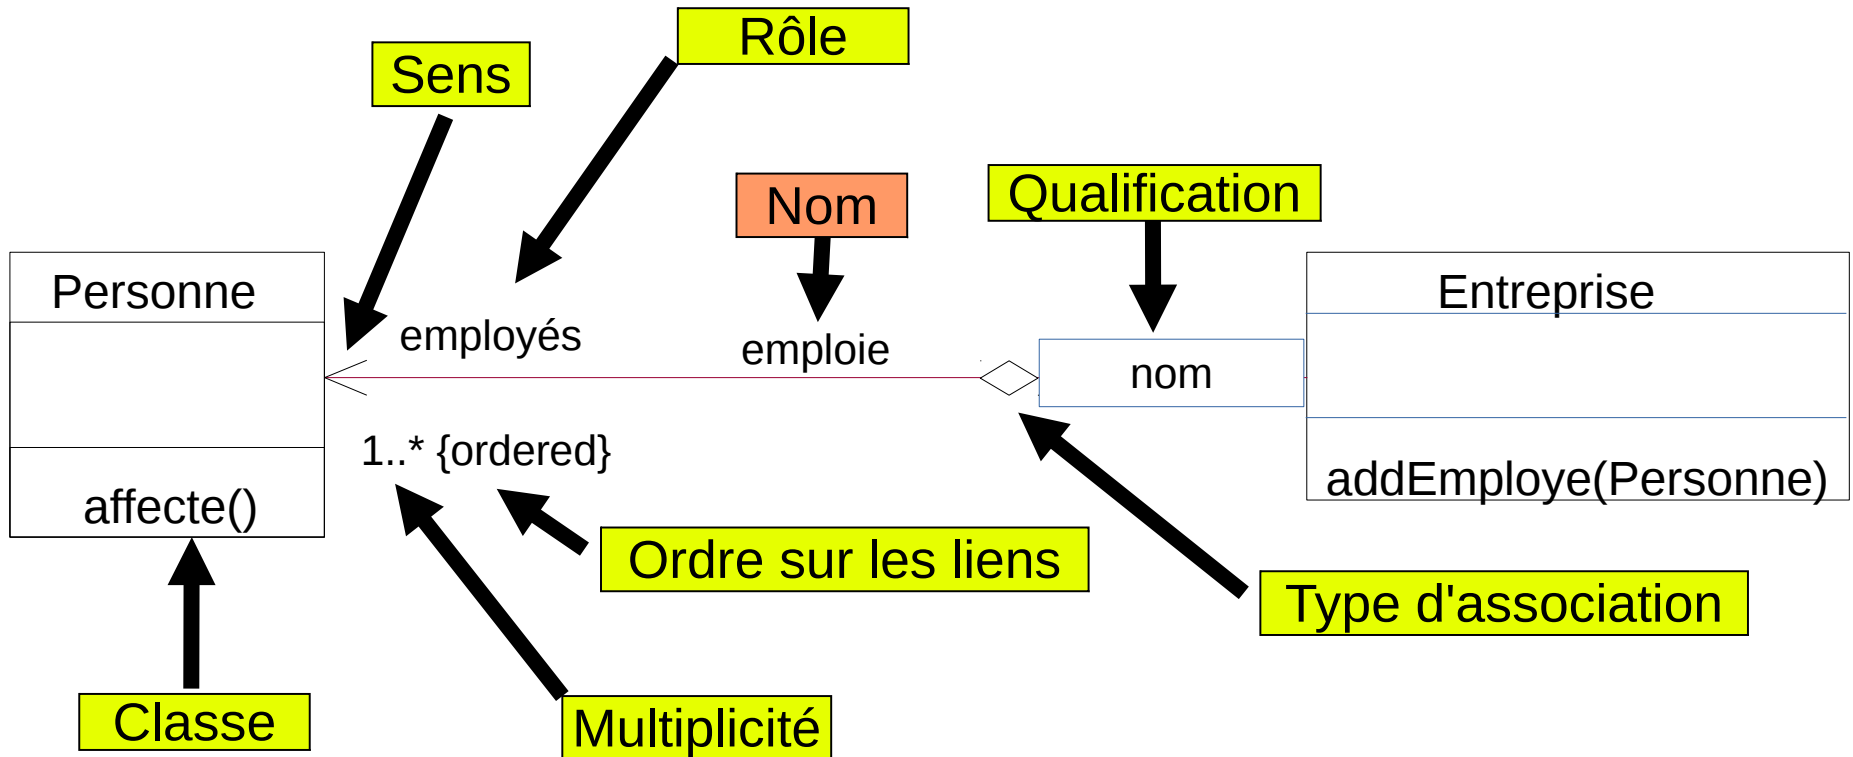 Rôle
Sens
Nom
Qualification
Personne
Entreprise
employés
emploie
nom
1..* {ordered}
addEmploye(Personne)
affecte()
Ordre sur les liens
Type d'association
Classe
Multiplicité